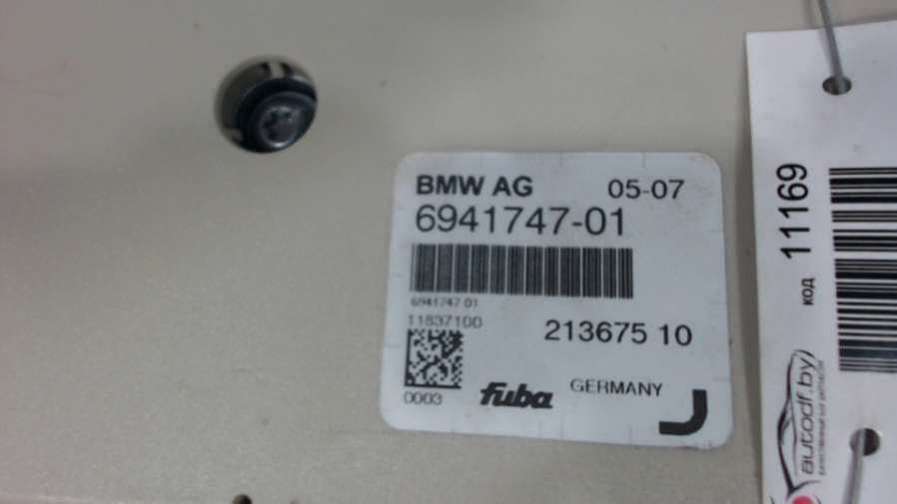 BMW AG 05-07
6941747-01
6941747 01
11837100
213675 10
0003 fuba GERMANY
код 11169
autodf.by)